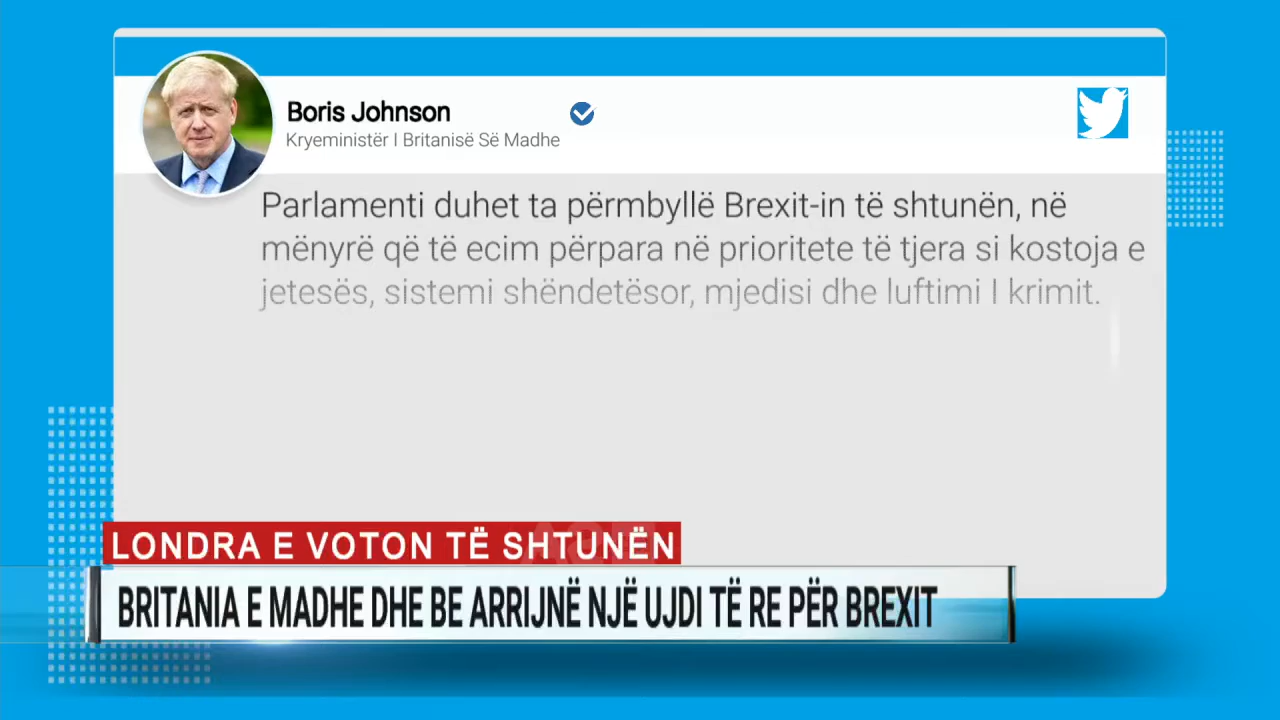 Boris Johnson
Kryeministër I Britanisë Së Madhe
Parlamenti duhet ta përmbyllë Brexit-in të shtunën, në
mënyrë që të ecim përpara në prioritete të tjera si kostoja e
jetesës, sistemi shëndetësor, mjedisi dhe luftimi I krimit.
LONDRA E VOTON TË SHTUNËN
BRITANIA E MADHE DHE BE ARRIJNË NJË UJDI TË RE PËR BREXIT